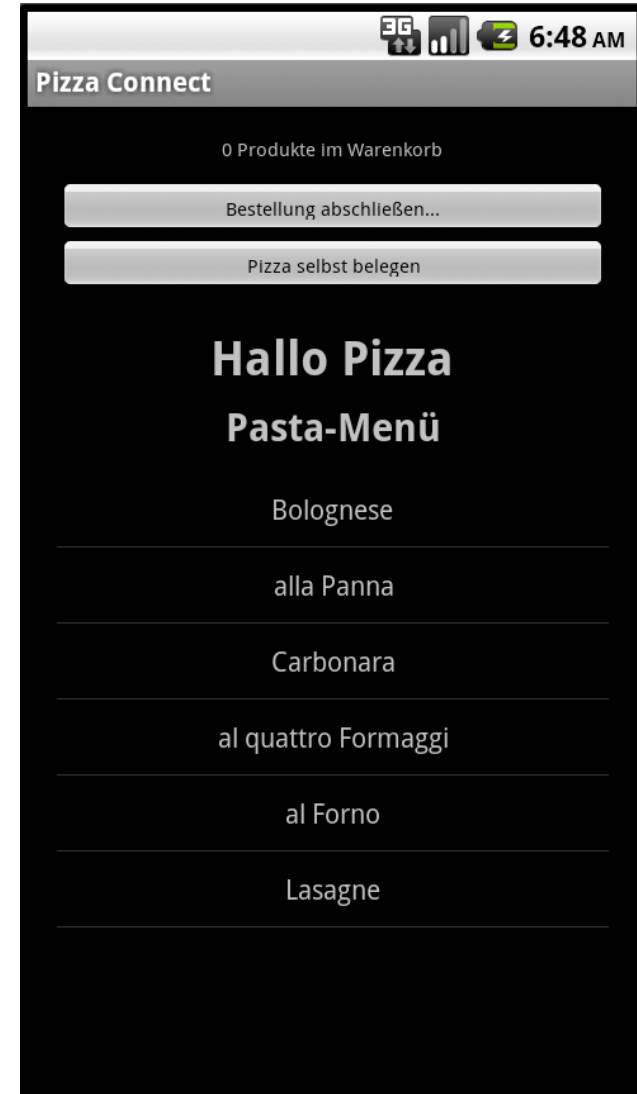 3G 6:48 AM
Pizza Connect
0 Produkte im Warenkorb
Bestellung abschließen...
Pizza selbst belegen
Hallo Pizza
Pasta-Menü
Bolognese
alla Panna
Carbonara
al quattro Formaggi
al Forno
Lasagne